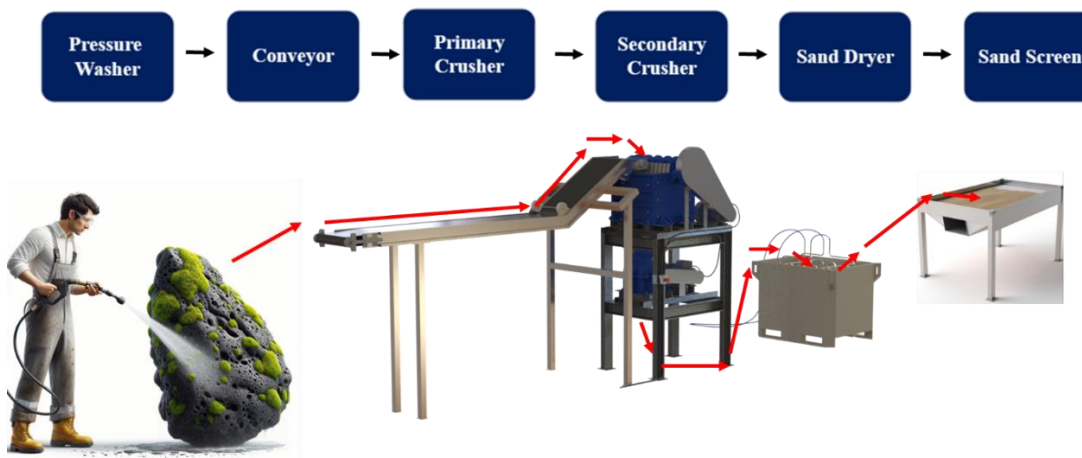 Pressure
Washer
Conveyor
Primary
Crusher
Secondary
Crusher
Sand Dryer
Sand Screen